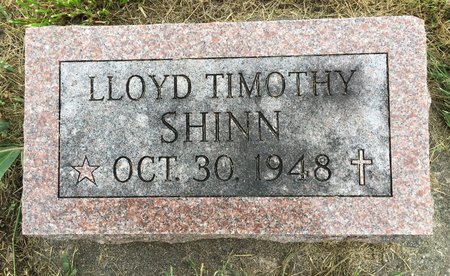 LLOYD TIMOTHY
SHINN
OCT. 30. 1948